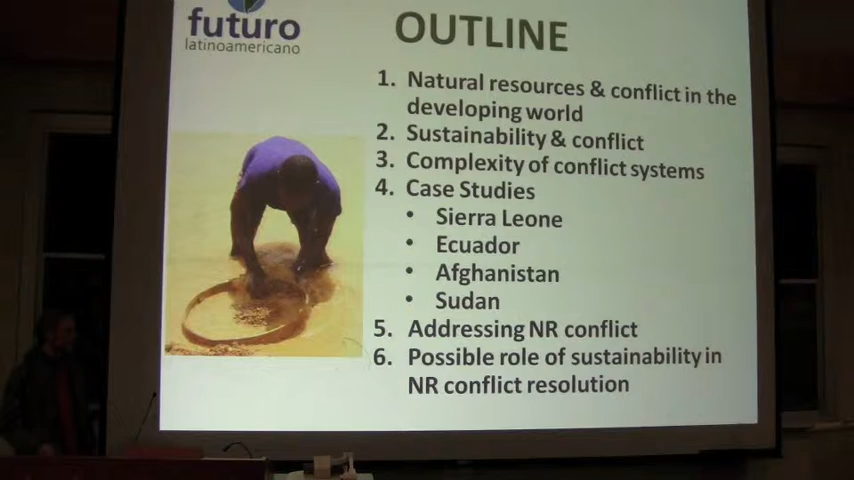 futuro
latinoamericano
OUTLINE
1. Natural resources & conflict in the
developing world
2. Sustainability & conflict
3. Complexity of conflict systems
4. Case Studies
• Sierra Leone
• Ecuador
• Afghanistan
• Sudan
5. Addressing NR conflict
6. Possible role of sustainability in
NR conflict resolution